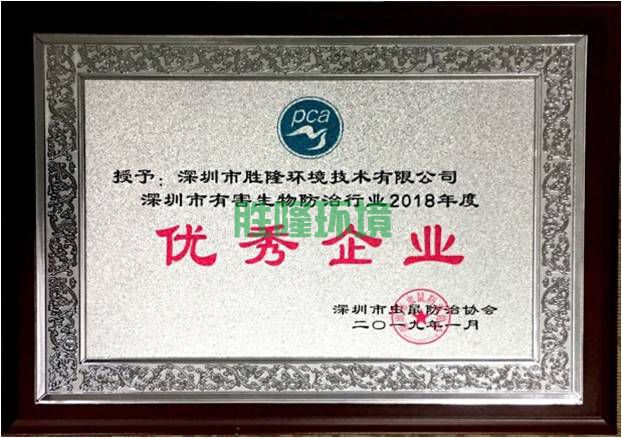 pca
授予：深圳市胜隆环境技术有限公司
深圳市有害生物防治行业2018年度
胜隆环境
优秀企业
深圳市虫鼠防治协会
二〇一九年一月